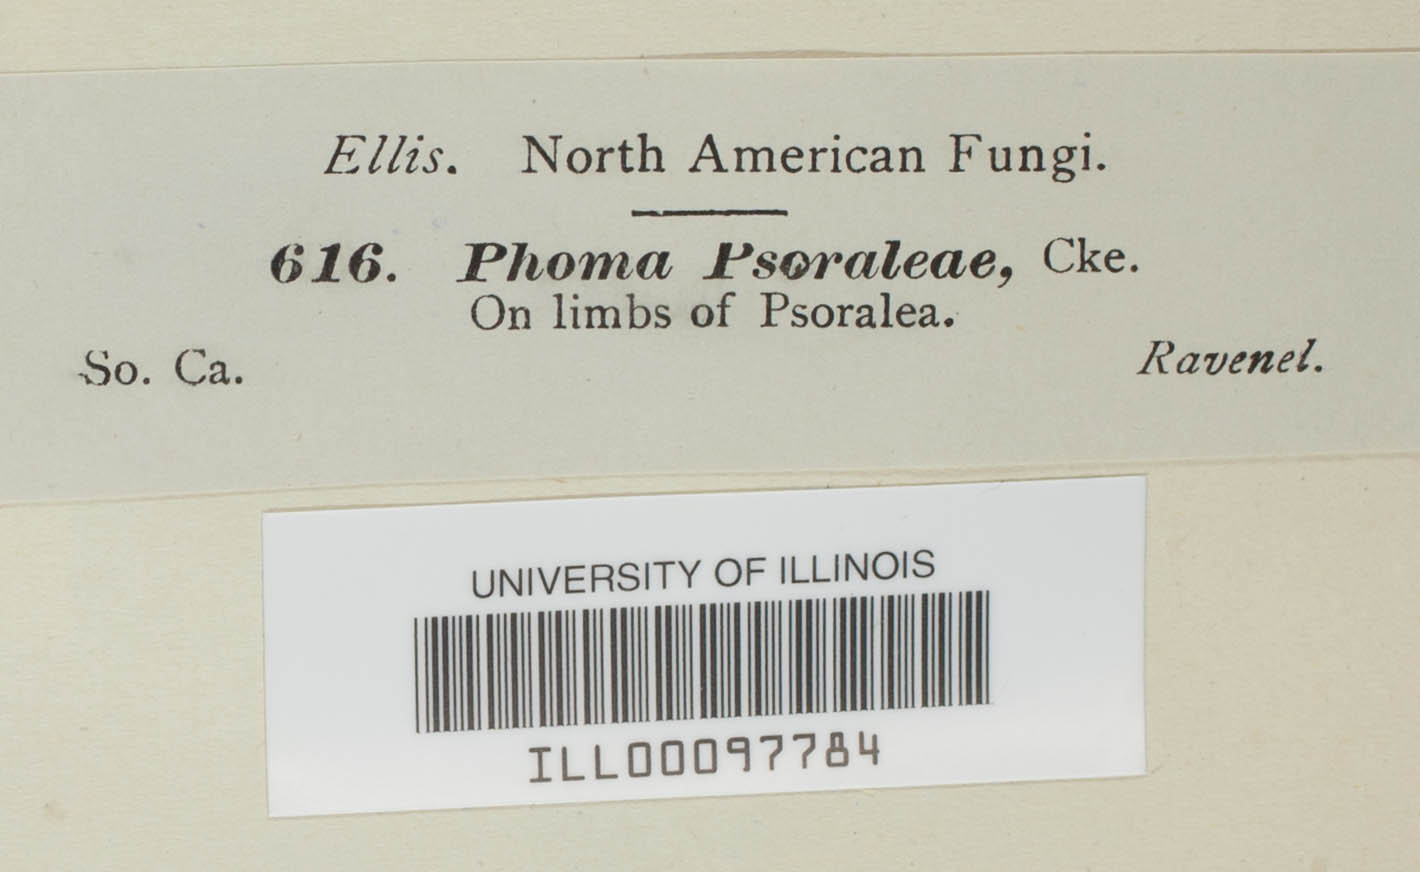 Ellis. North American Fungi.
616. Phoma Psoraleae, Cke.
On limbs of Psoralea.
So. Ca. Ravenel.
UNIVERSITY OF ILLINOIS
ILL00097784